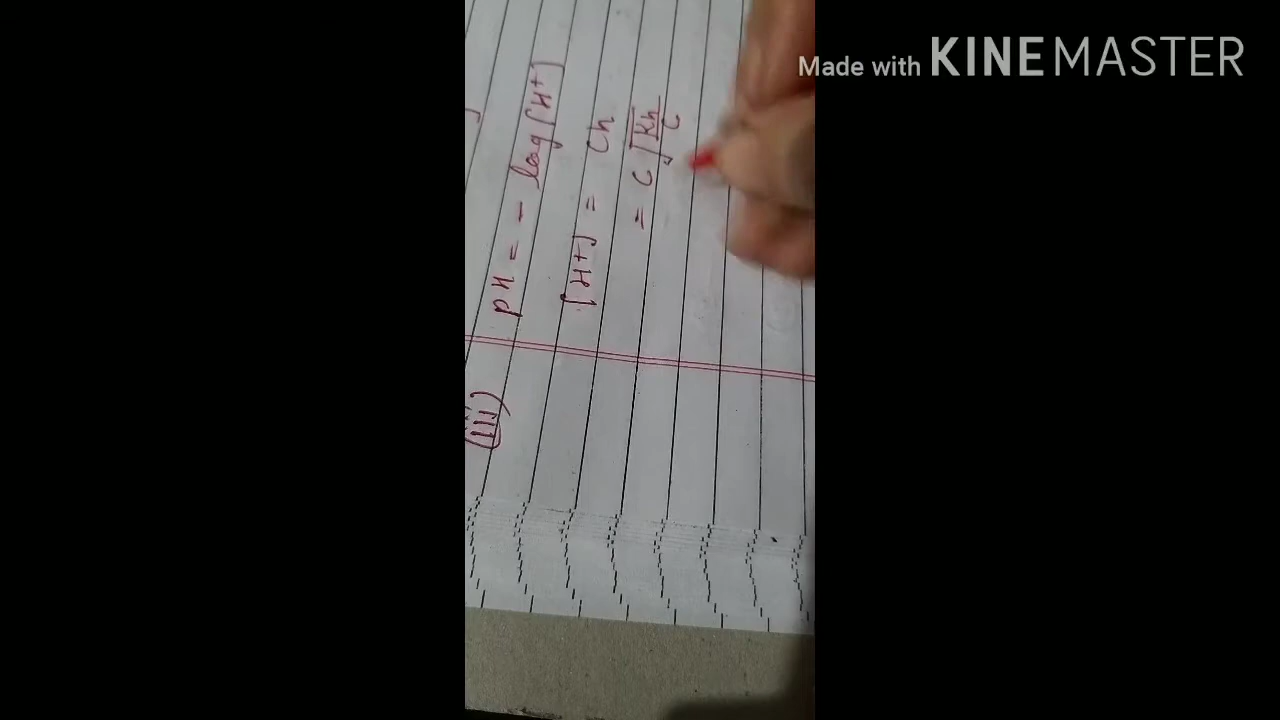 Made with KINEMASTER
(iii) pH = - log [H+]
[H+] = Ch
= C √Kh/C